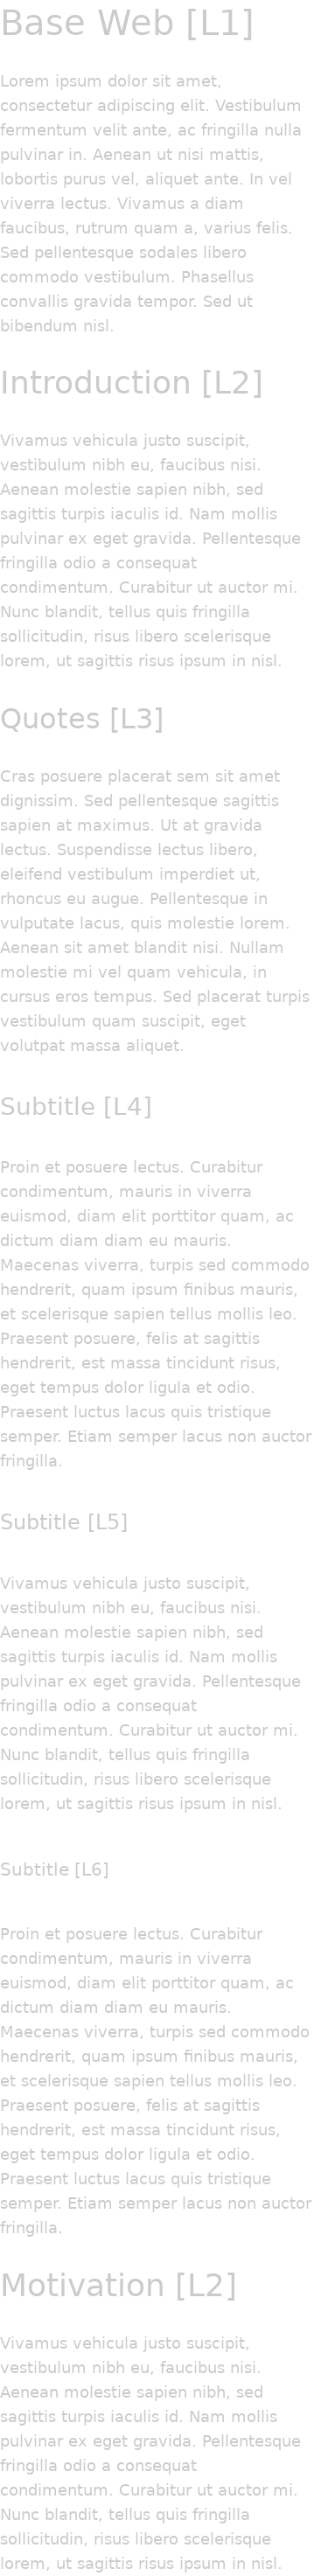 Base Web [L1]
Lorem ipsum dolor sit amet,
consectetur adipiscing elit. Vestibulum
fermentum velit ante, ac fringilla nulla
pulvinar in. Aenean ut nisi mattis,
lobortis purus vel, aliquet ante. In vel
viverra lectus. Vivamus a diam
faucibus, rutrum quam a, varius felis.
Sed pellentesque sodales libero
commodo vestibulum. Phasellus
convallis gravida tempor. Sed ut
bibendum nisl.
Introduction [L2]
Vivamus vehicula justo suscipit,
vestibulum nibh eu, faucibus nisi.
Aenean molestie sapien nibh, sed
sagittis turpis iaculis id. Nam mollis
pulvinar ex eget gravida. Pellentesque
fringilla odio a consequat
condimentum. Curabitur ut auctor mi.
Nunc blandit, tellus quis fringilla
sollicitudin, risus libero scelerisque
lorem, ut sagittis risus ipsum in nisl.
Quotes [L3]
Cras posuere placerat sem sit amet
dignissim. Sed pellentesque sagittis
sapien at maximus. Ut at gravida
lectus. Suspendisse lectus libero,
eleifend vestibulum imperdiet ut,
rhoncus eu augue. Pellentesque in
vulputate lacus, quis molestie lorem.
Aenean sit amet blandit nisi. Nullam
molestie mi vel quam vehicula, in
cursus eros tempus. Sed placerat turpis
vestibulum quam suscipit, eget
volutpat massa aliquet.
Subtitle [L4]
Proin et posuere lectus. Curabitur
condimentum, mauris in viverra
euismod, diam elit porttitor quam, ac
dictum diam diam eu mauris.
Maecenas viverra, turpis sed commodo
hendrerit, quam ipsum finibus mauris,
et scelerisque sapien tellus mollis leo.
Praesent posuere, felis at sagittis
hendrerit, est massa tincidunt risus,
eget tempus dolor ligula et odio.
Praesent luctus lacus quis tristique
semper. Etiam semper lacus non auctor
fringilla.
Subtitle [L5]
Vivamus vehicula justo suscipit,
vestibulum nibh eu, faucibus nisi.
Aenean molestie sapien nibh, sed
sagittis turpis iaculis id. Nam mollis
pulvinar ex eget gravida. Pellentesque
fringilla odio a consequat
condimentum. Curabitur ut auctor mi.
Nunc blandit, tellus quis fringilla
sollicitudin, risus libero scelerisque
lorem, ut sagittis risus ipsum in nisl.
Subtitle [L6]
Proin et posuere lectus. Curabitur
condimentum, mauris in viverra
euismod, diam elit porttitor quam, ac
dictum diam diam eu mauris.
Maecenas viverra, turpis sed commodo
hendrerit, quam ipsum finibus mauris,
et scelerisque sapien tellus mollis leo.
Praesent posuere, felis at sagittis
hendrerit, est massa tincidunt risus,
eget tempus dolor ligula et odio.
Praesent luctus lacus quis tristique
semper. Etiam semper lacus non auctor
fringilla.
Motivation [L2]
Vivamus vehicula justo suscipit,
vestibulum nibh eu, faucibus nisi.
Aenean molestie sapien nibh, sed
sagittis turpis iaculis id. Nam mollis
pulvinar ex eget gravida. Pellentesque
fringilla odio a consequat
condimentum. Curabitur ut auctor mi.
Nunc blandit, tellus quis fringilla
sollicitudin, risus libero scelerisque
lorem, ut sagittis risus ipsum in nisl.